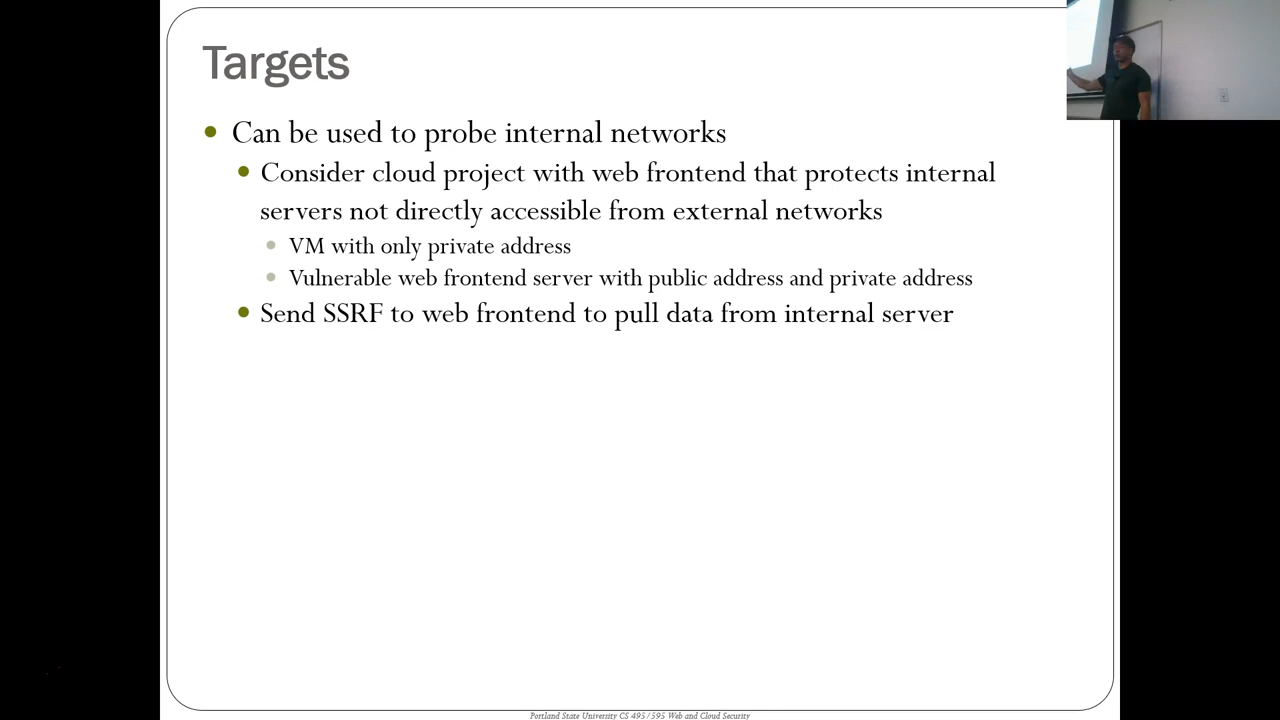 Targets
Can be used to probe internal networks
Consider cloud project with web frontend that protects internal
servers not directly accessible from external networks
VM with only private address
Vulnerable web frontend server with public address and private address
Send SSRF to web frontend to pull data from internal server
Portland State University CS 495/595 Web and Cloud Security